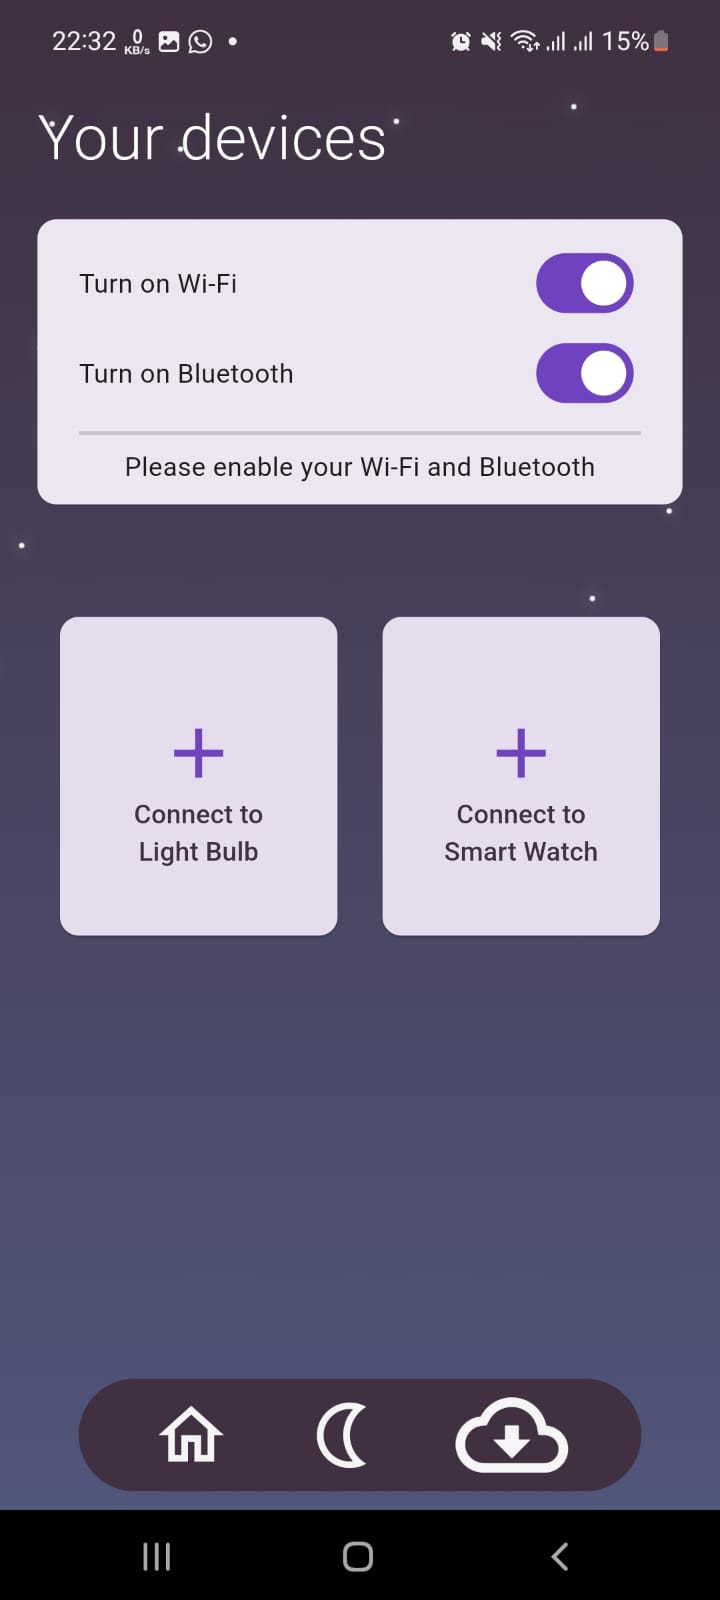 22:32 0 KB/s 15%
Your devices
Turn on Wi-Fi
Turn on Bluetooth
Please enable your Wi-Fi and Bluetooth
Connect to
Light Bulb
Connect to
Smart Watch